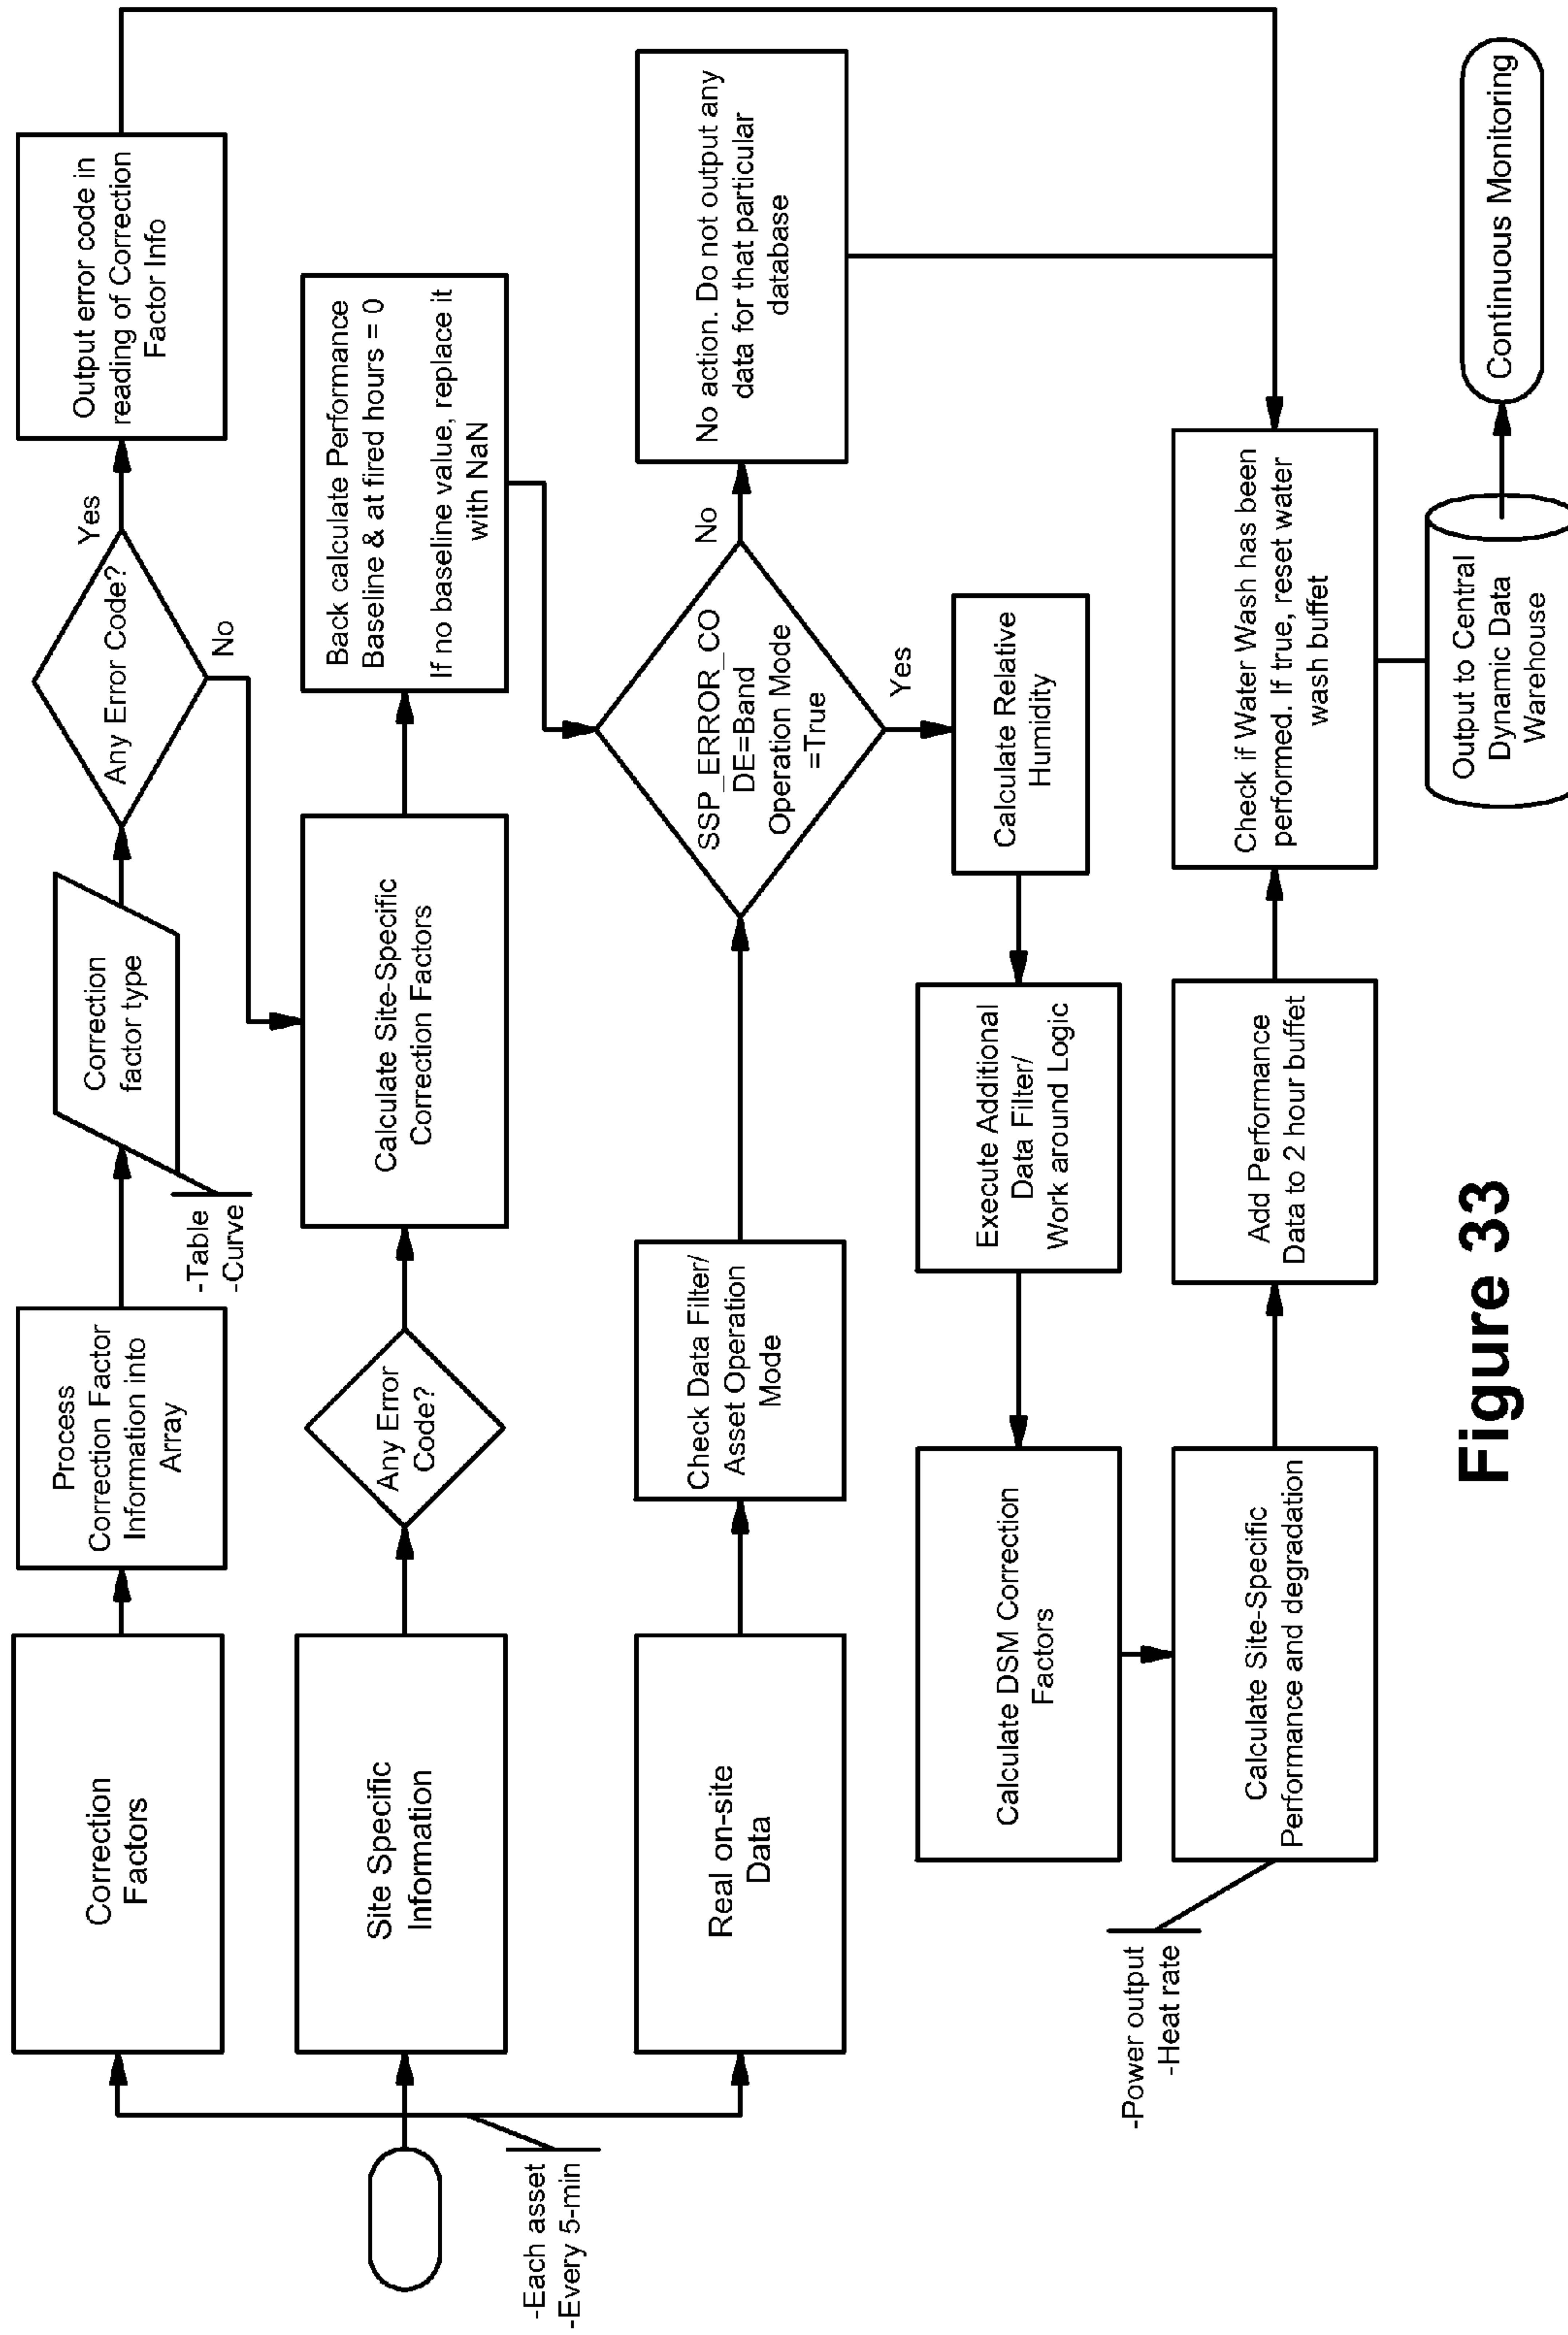 Correction
Factors
Process
Correction Factor
Information into
Array
Correction
factor type
-Table
-Curve
Any Error Code?
Yes
No
Output error code in
reading of Correction
Factor Info
Site Specific
Information
Any Error
Code?
Calculate Site-Specific
Correction Factors
Back calculate Performance
Baseline & at fired hours = 0
If no baseline value, replace it
with NaN
-Each asset
-Every 5-min
Real on-site
Data
Check Data Filter/
Asset Operation
Mode
SSP_ERROR_CO
DE=Band
Operation Mode
=True
No
Yes
No action. Do not output any
data for that particular
database
Calculate Relative
Humidity
Execute Additional
Data Filter/
Work around Logic
Calculate DSM Correction
Factors
-Power output
-Heat rate
Calculate Site-Specific
Performance and degradation
Add Performance
Data to 2 hour buffet
Check if Water Wash has been
performed. If true, reset water
wash buffet
Output to Central
Dynamic Data
Warehouse
Continuous Monitoring
Figure 33